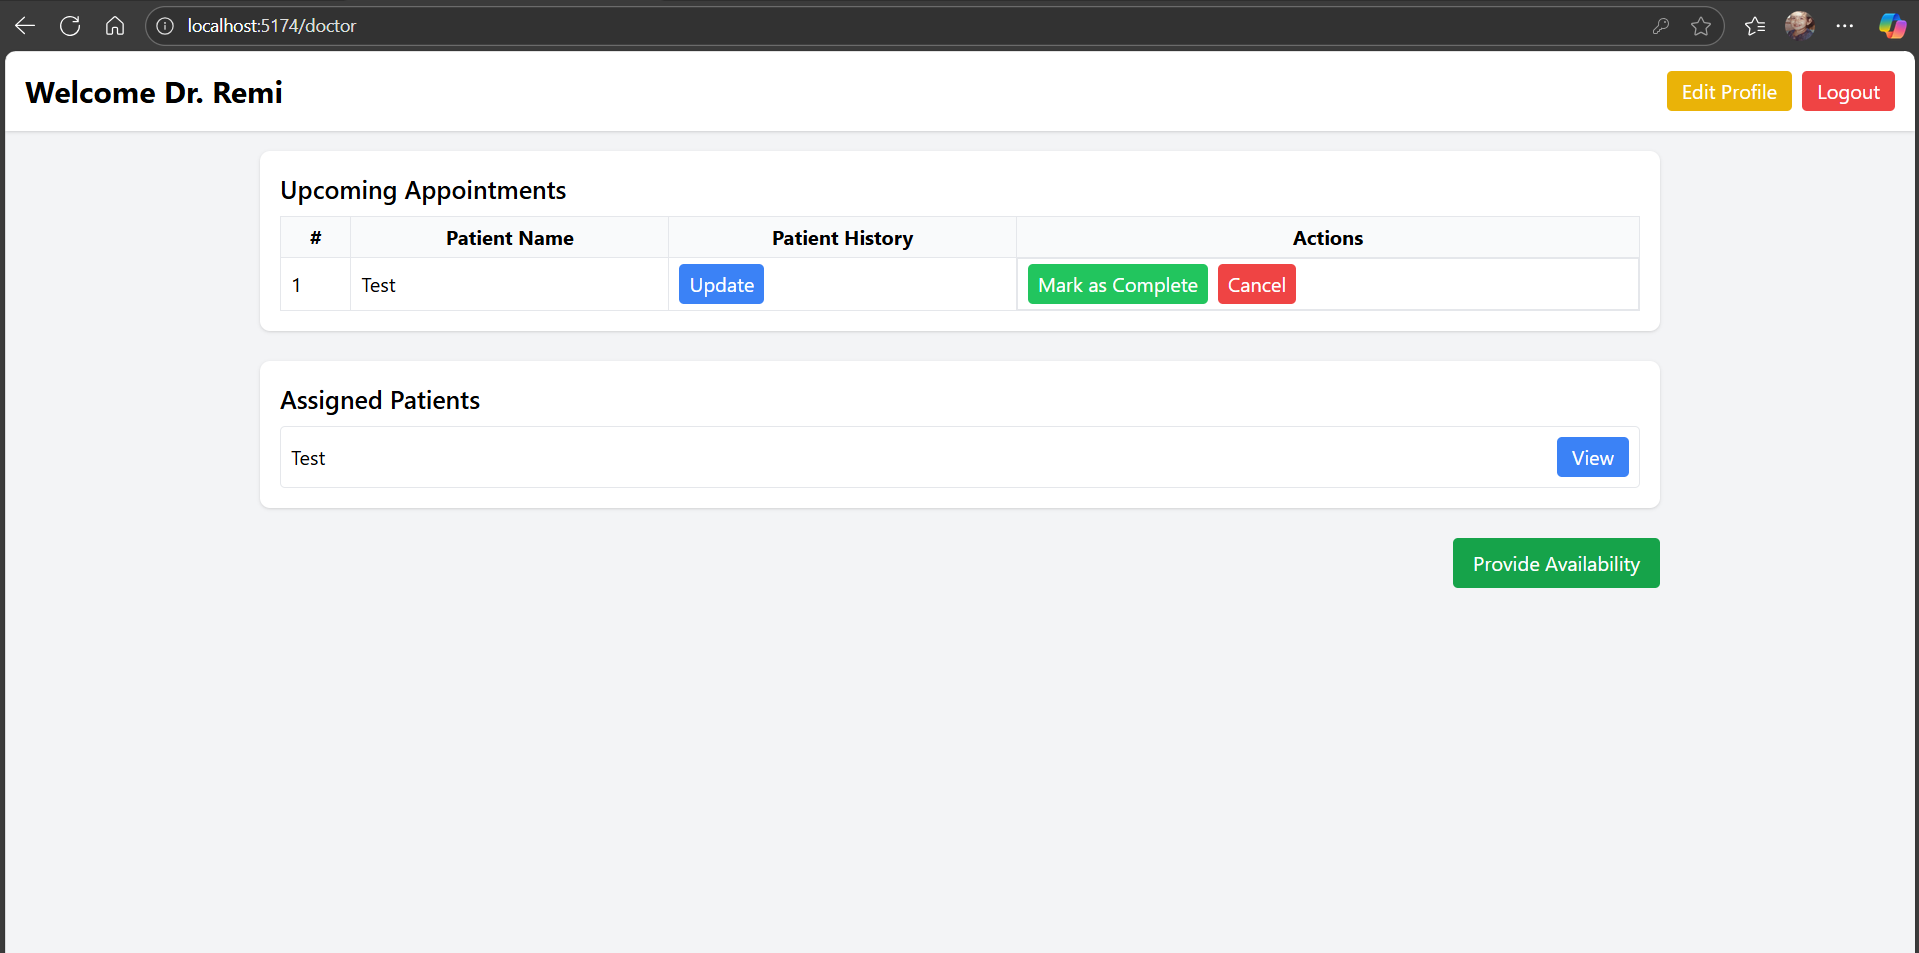 localhost:5174/doctor
Welcome Dr. Remi
Edit Profile Logout
Upcoming Appointments
# Patient Name Patient History Actions
1 Test Update Mark as Complete Cancel
Assigned Patients
Test View
Provide Availability